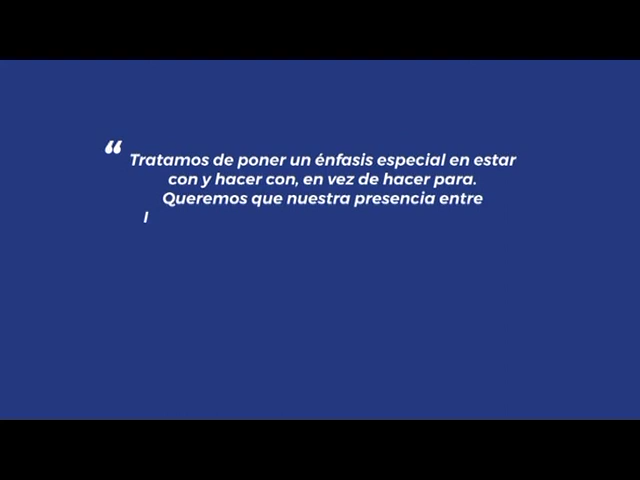 “ Tratamos de poner un énfasis especial en estar
con y hacer con, en vez de hacer para.
Queremos que nuestra presencia entre
l